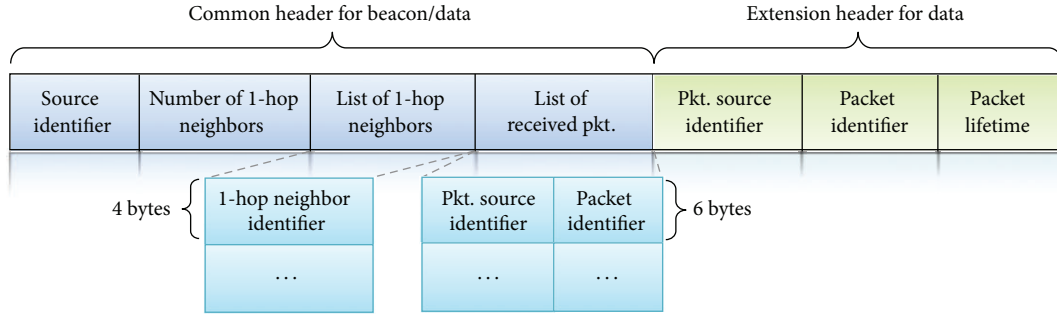 Common header for beacon/data
Extension header for data
Source
identifier
Number of 1-hop
neighbors
List of 1-hop
neighbors
List of
received pkt.
Pkt. source
identifier
Packet
identifier
Packet
lifetime
4 bytes
1-hop neighbor
identifier
...
Pkt. source
identifier
Packet
identifier
...
...
6 bytes